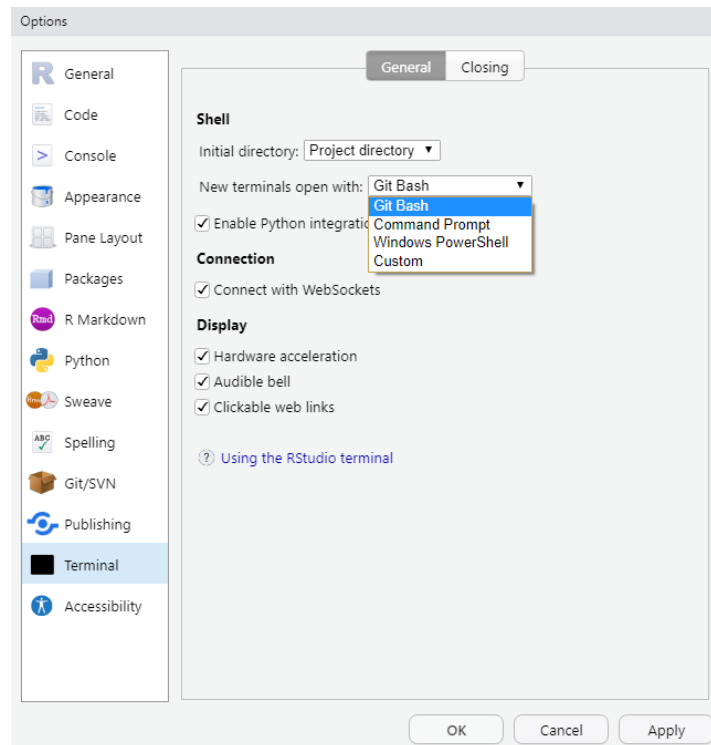 Options
General
Code
Console
Appearance
Pane Layout
Packages
Rmd R Markdown
Python
Sweave
ABC Spelling
Git/SVN
Publishing
Terminal
Accessibility
General Closing
Shell
Initial directory: Project directory
New terminals open with: Git Bash
Git Bash
Command Prompt
Windows PowerShell
Custom
Enable Python integratio
Connection
Connect with WebSockets
Display
Hardware acceleration
Audible bell
Clickable web links
? Using the RStudio terminal
OK Cancel Apply